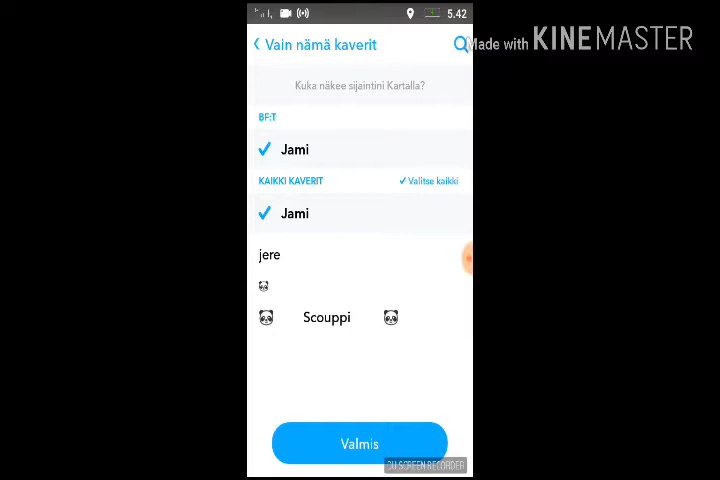 5.42
Vain nämä kaverit
Made with KINEMASTER
Kuka näkee sijaintini Kartalla?
BF:T
Jami
KAIKKI KAVERIT
Valitse kaikki
Jami
jere
Scouppi
Valmis
DU SCREEN RECORDER